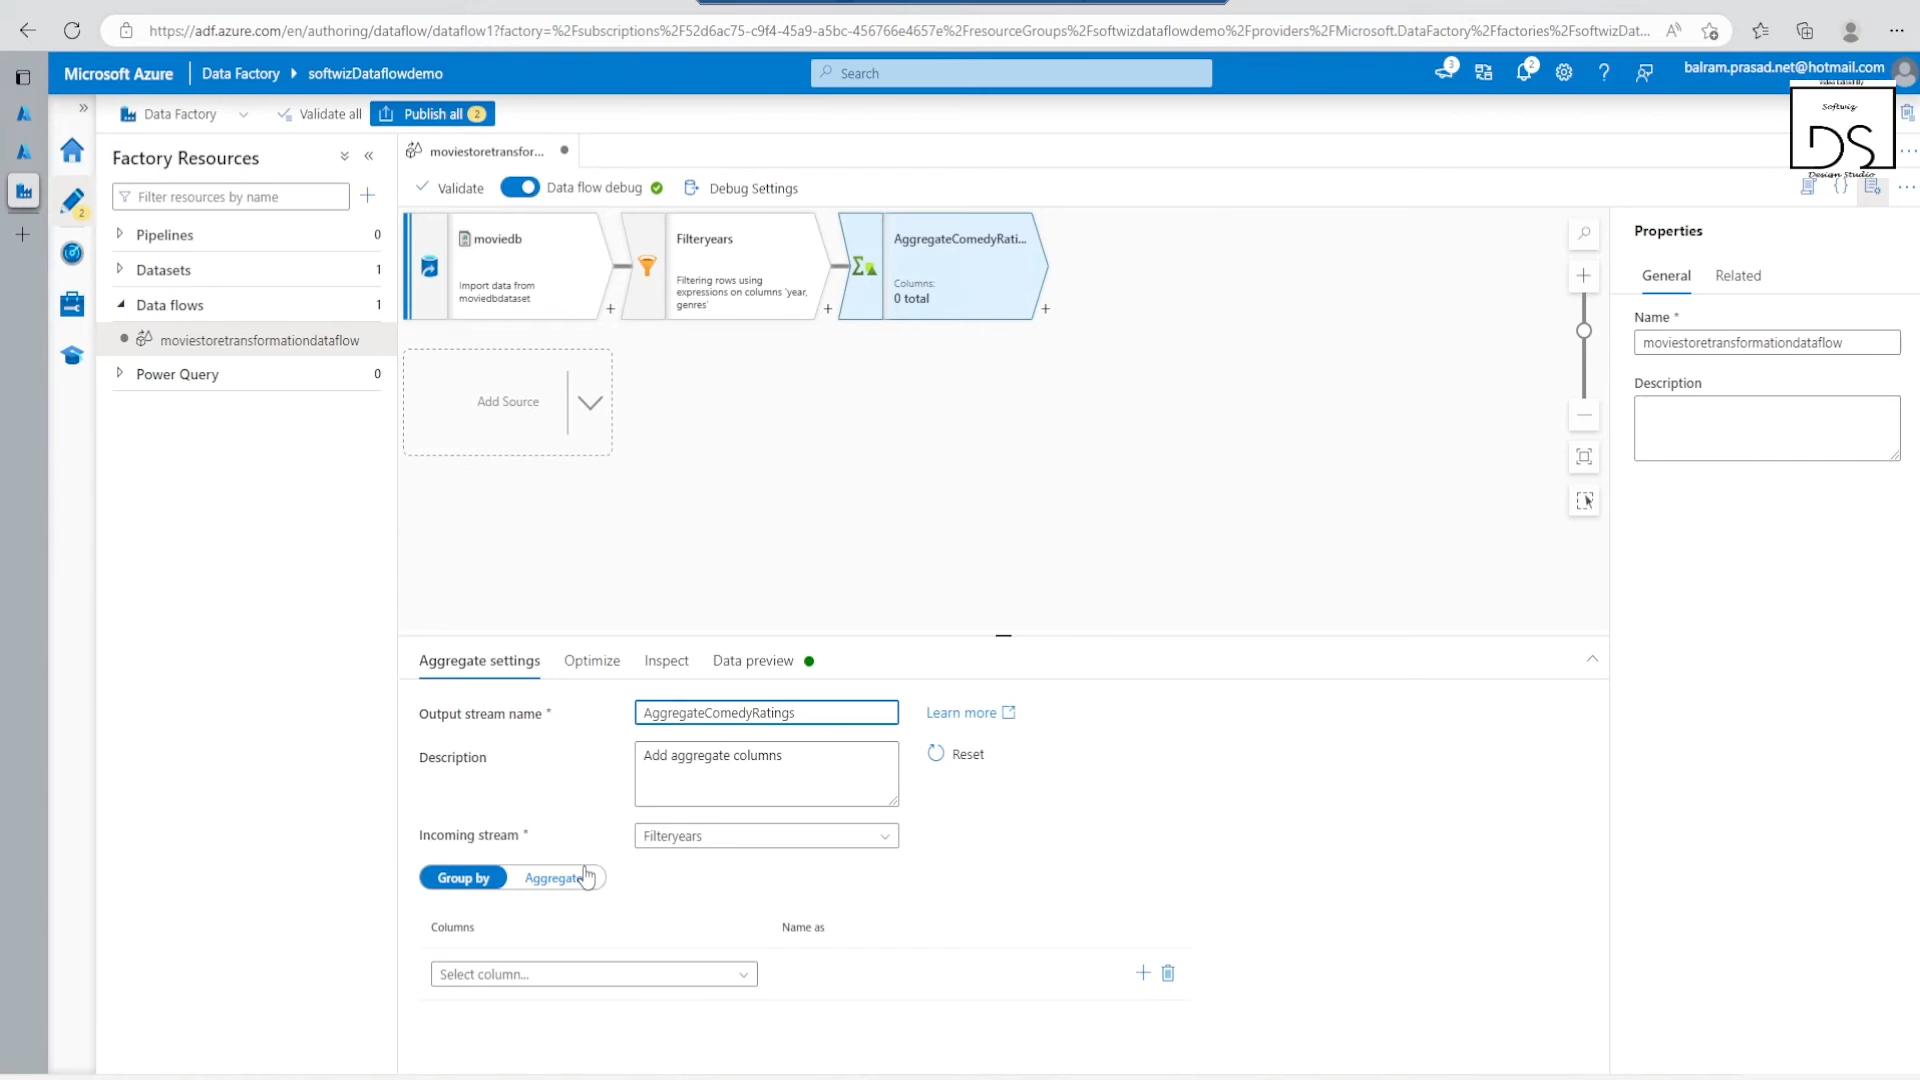 https://adf.azure.com/en/authoring/dataflow/dataflow1?factory=%2Fsubscriptions%2F52d6ac75-c9f4-45a9-a5bc-456766e4657e%2FresourceGroups%2Fsoftwizdataflowdemo%2Fproviders%2FMicrosoft.DataFactory%2Ffactories%2FsoftwizDat...
Microsoft Azure
Data Factory
softwizDataflowdemo
Search
3
2
balram.prasad.net@hotmail.com
Softwiz
DS
Design Studio
Data Factory
Validate all
Publish all 2
Factory Resources
Filter resources by name
2
Pipelines 0
Datasets 1
Data flows 1
moviestoretransformationdataflow
Power Query 0
moviestoretransfor...
Validate
Data flow debug
Debug Settings
moviedb
Import data from
moviedbdataset
Filteryears
Filtering rows using
expressions on columns 'year,
genres'
AggregateComedyRati...
Columns:
0 total
Add Source
Properties
General
Related
Name *
moviestoretransformationdataflow
Description
Aggregate settings
Optimize
Inspect
Data preview
Output stream name *
AggregateComedyRatings
Learn more
Description
Add aggregate columns
Reset
Incoming stream *
Filteryears
Group by
Aggregate
Columns
Name as
Select column...